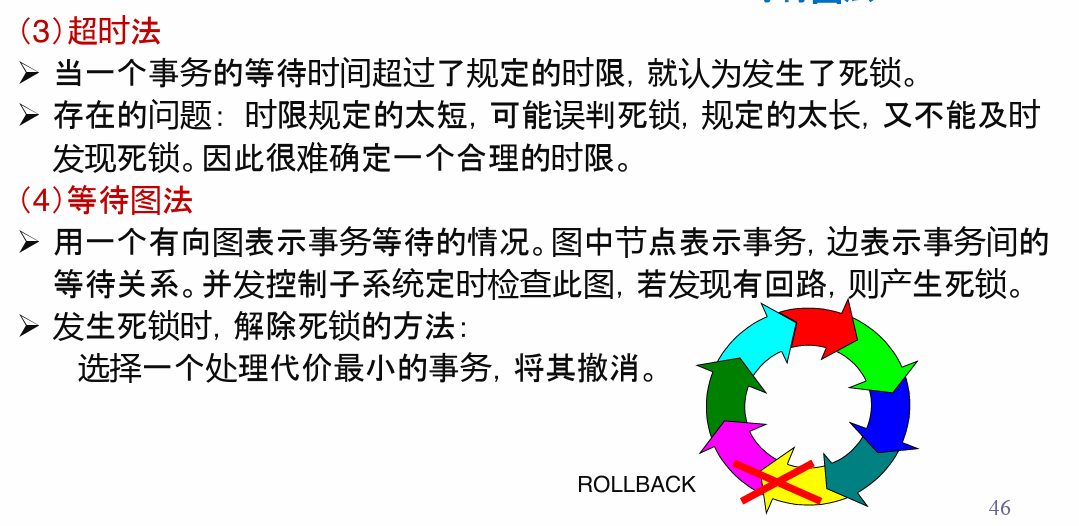 (3)超时法
➢ 当一个事务的等待时间超过了规定的时限，就认为发生了死锁。
➢ 存在的问题：时限规定的太短，可能误判死锁，规定的太长，又不能及时
发现死锁。因此很难确定一个合理的时限。
(4)等待图法
➢ 用一个有向图表示事务等待的情况。图中节点表示事务，边表示事务间的
等待关系。并发控制子系统定时检查此图，若发现有回路，则产生死锁。
➢ 发生死锁时，解除死锁的方法：
选择一个处理代价最小的事务，将其撤消。
ROLLBACK
46